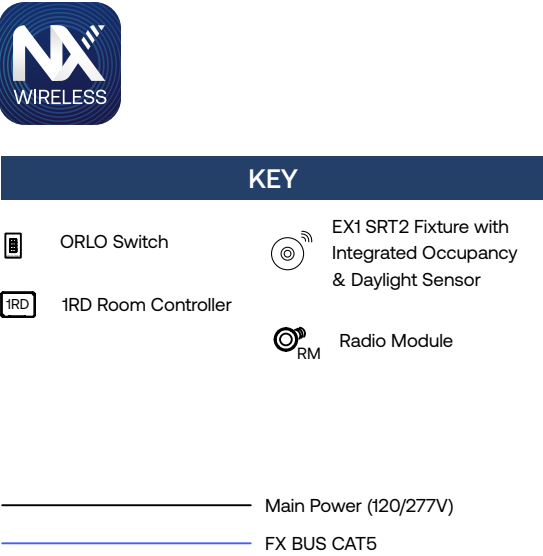 NX
WIRELESS
KEY
ORLO Switch
1RD
1RD Room Controller
EX1 SRT2 Fixture with
Integrated Occupancy
& Daylight Sensor
RM
Radio Module
Main Power (120/277V)
FX BUS CAT5